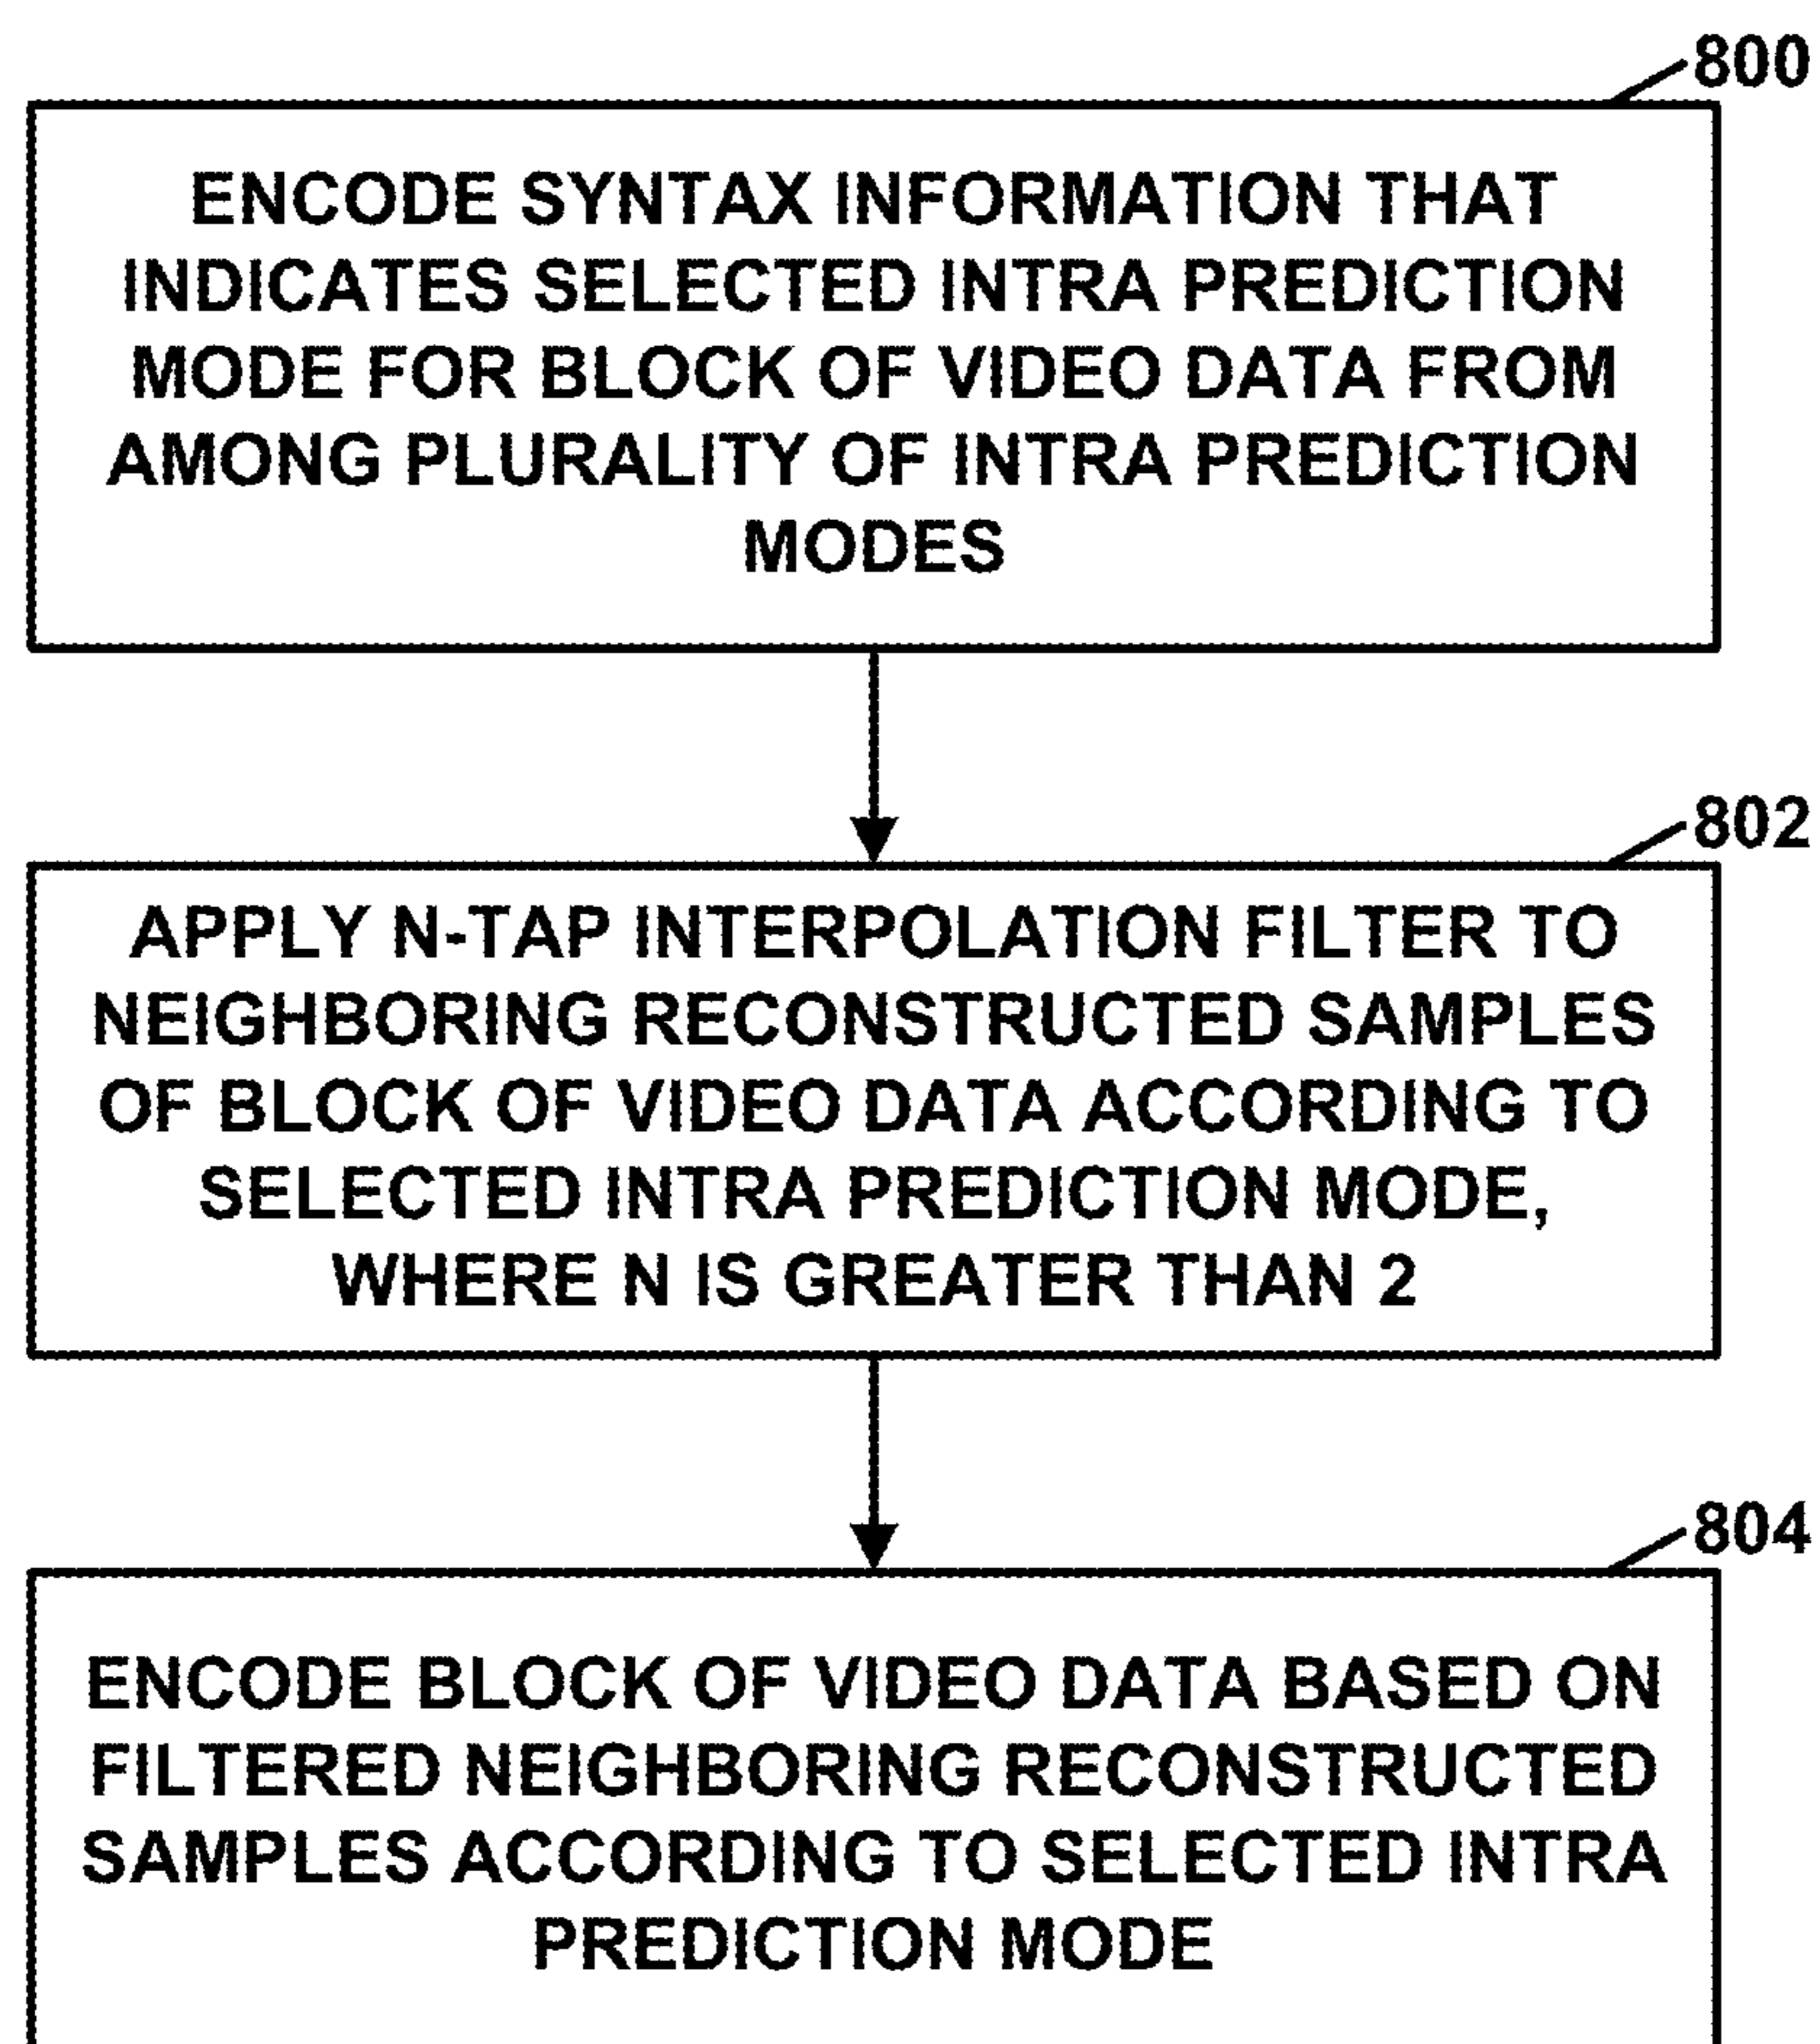 800
ENCODE SYNTAX INFORMATION THAT
INDICATES SELECTED INTRA PREDICTION
MODE FOR BLOCK OF VIDEO DATA FROM
AMONG PLURALITY OF INTRA PREDICTION
MODES
802
APPLY N-TAP INTERPOLATION FILTER TO
NEIGHBORING RECONSTRUCTED SAMPLES
OF BLOCK OF VIDEO DATA ACCORDING TO
SELECTED INTRA PREDICTION MODE,
WHERE N IS GREATER THAN 2
804
ENCODE BLOCK OF VIDEO DATA BASED ON
FILTERED NEIGHBORING RECONSTRUCTED
SAMPLES ACCORDING TO SELECTED INTRA
PREDICTION MODE